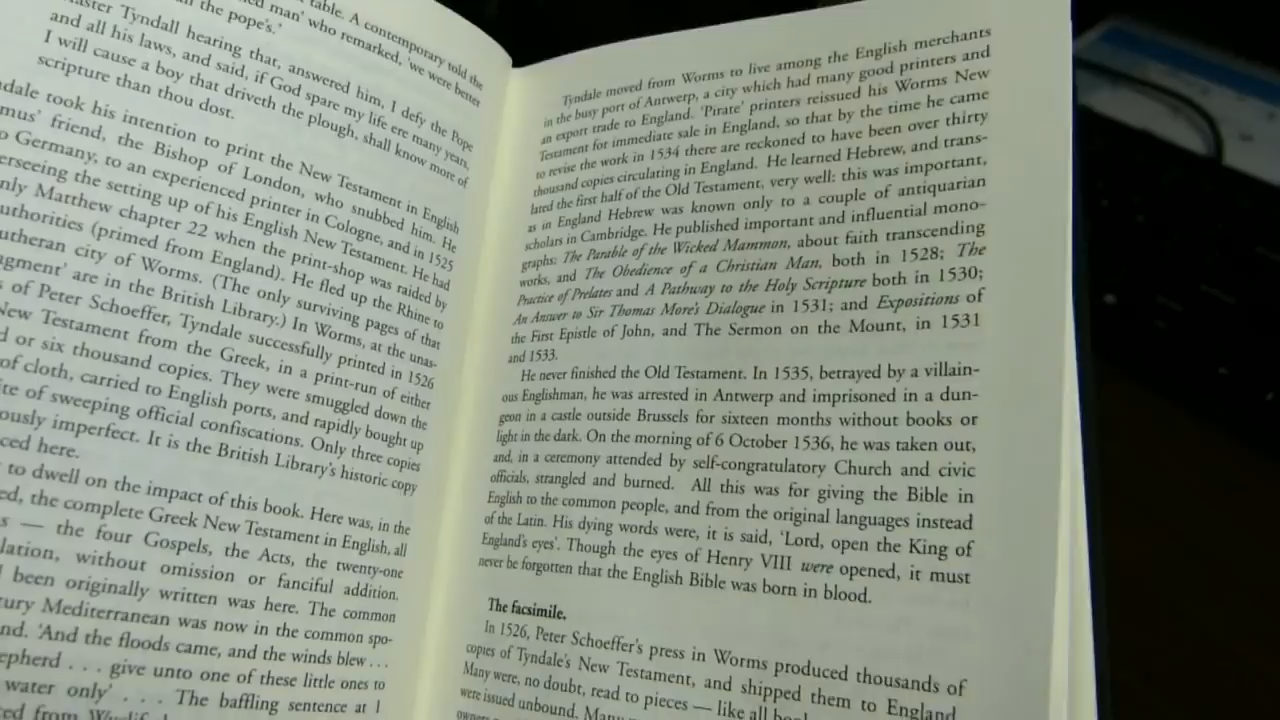 table. A contemporary told the
ed man' who remarked, 'we were better
the pope's.'
aster Tyndall hearing that, answered him, I defy the Pope
and all his laws, and said, if God spare my life ere many years,
I will cause a boy that driveth the plough, shall know more of
scripture than thou dost.
ndale took his intention to print the New Testament in English
mus' friend, the Bishop of London, who snubbed him. He
o Germany, to an experienced printer in Cologne, and in 1525
erseeing the setting up of his English New Testament. He had
nly Matthew chapter 22 when the print-shop was raided by
uthorities (primed from England). He fled up the Rhine to
utheran city of Worms. (The only surviving pages of that
agment' are in the British Library.) In Worms, at the unas-
s of Peter Schoeffer, Tyndale successfully printed in 1526
New Testament from the Greek, in a print-run of either
d or six thousand copies. They were smuggled down the
of cloth, carried to English ports, and rapidly bought up
ite of sweeping official confiscations. Only three copies
ously imperfect. It is the British Library's historic copy
ced here.
to dwell on the impact of this book. Here was, in the
ed, the complete Greek New Testament in English, all
s — the four Gospels, the Acts, the twenty-one
lation, without omission or fanciful addition,
l been originally written was here. The common
tury Mediterranean was now in the common spo-
nd. 'And the floods came, and the winds blew . . .
epherd . . . give unto one of these little ones to
water only' . . . . The baffling sentence at 1
ted from
Tyndale moved from Worms to live among the English merchants
in the busy port of Antwerp, a city which had many good printers and
an export trade to England. 'Pirate' printers reissued his Worms New
Testament for immediate sale in England, so that by the time he came
to revise the work in 1534 there are reckoned to have been over thirty
thousand copies circulating in England. He learned Hebrew, and trans-
lated the first half of the Old Testament, very well: this was important,
as in England Hebrew was known only to a couple of antiquarian
scholars in Cambridge. He published important and influential mono-
graphs: The Parable of the Wicked Mammon, about faith transcending
works, and The Obedience of a Christian Man, both in 1528; The
Practice of Prelates and A Pathway to the Holy Scripture both in 1530;
An Answer to Sir Thomas More's Dialogue in 1531; and Expositions of
the First Epistle of John, and The Sermon on the Mount, in 1531
and 1533.
He never finished the Old Testament. In 1535, betrayed by a villain-
ous Englishman, he was arrested in Antwerp and imprisoned in a dun-
geon in a castle outside Brussels for sixteen months without books or
light in the dark. On the morning of 6 October 1536, he was taken out,
and, in a ceremony attended by self-congratulatory Church and civic
officials, strangled and burned. All this was for giving the Bible in
English to the common people, and from the original languages instead
of the Latin. His dying words were, it is said, 'Lord, open the King of
England's eyes'. Though the eyes of Henry VIII were opened, it must
never be forgotten that the English Bible was born in blood.
The facsimile.
In 1526, Peter Schoeffer's press in Worms produced thousands of
copies of Tyndale's New Testament, and shipped them to England
Many were, no doubt, read to pieces — like all
were issued unbound.